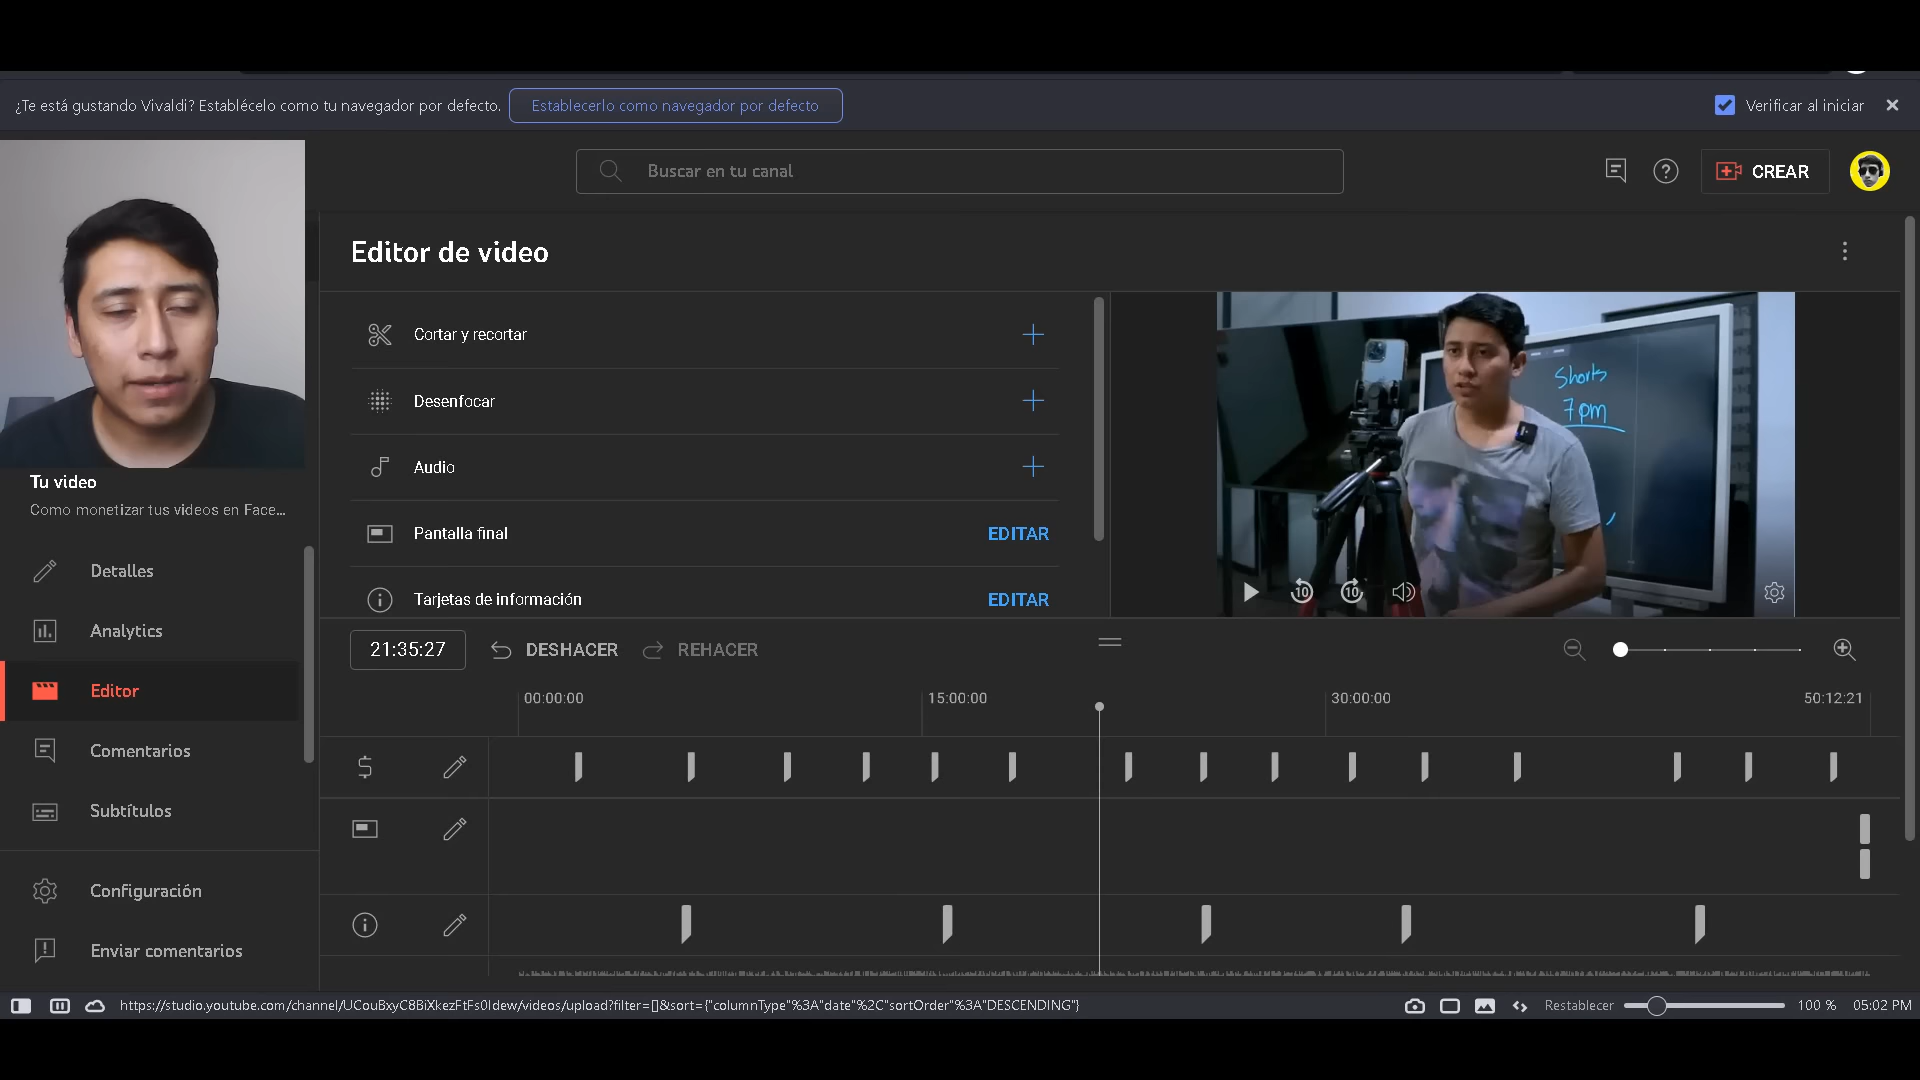 ¿Te está gustando Vivaldi? Establécelo como tu navegador por defecto.
Establecerlo como navegador por defecto
Verificar al iniciar
Buscar en tu canal
CREAR
Editor de video
Cortar y recortar
Desenfocar
Audio
Pantalla final
EDITAR
Tarjetas de información
EDITAR
Shorts
7pm
10
10
Tu video
Como monetizar tus videos en Face...
Detalles
Analytics
Editor
Comentarios
Subtítulos
Configuración
Enviar comentarios
21:35:27
DESHACER
REHACER
00:00:00
15:00:00
30:00:00
50:12:21
https://studio.youtube.com/channel/UCouBxyC8BiXkezFtFs0Idew/videos/upload?filter=[]&sort={"columnType"%3A"date"%2C"sortOrder"%3A"DESCENDING"}
Restablecer
100 %
05:02 PM